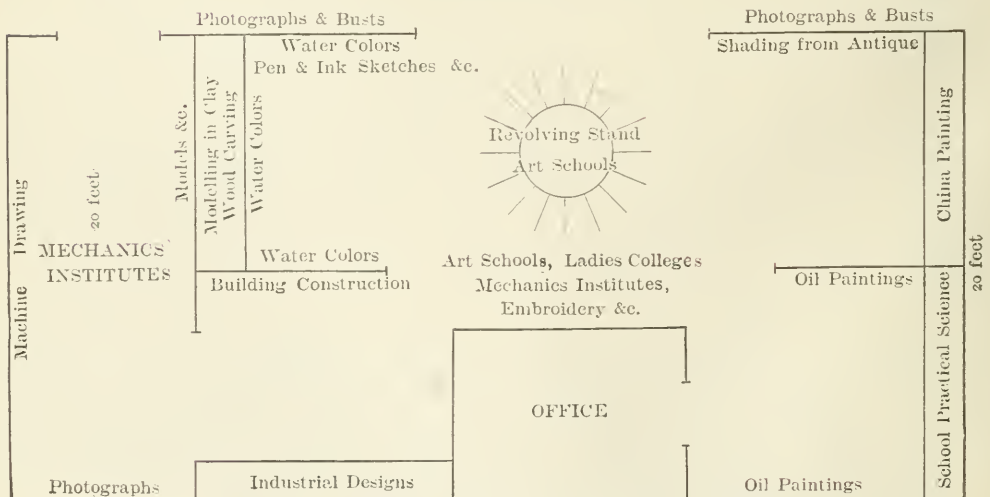 Photographs & Busts
Photographs & Busts
Water Colors
Pen & Ink Sketches &c.
Shading from Antique
Machine Drawing
20 feet
MECHANICS'
INSTITUTES
Models &c.
Modelling in Clay
Wood Carving
Water Colors
Revolving Stand
Art Schools
China Painting
20 feet
Water Colors
Building Construction
Art Schools, Ladies Colleges
Mechanics Institutes,
Embroidery &c.
Oil Paintings
School Practical Science
OFFICE
Photographs
Industrial Designs
Oil Paintings